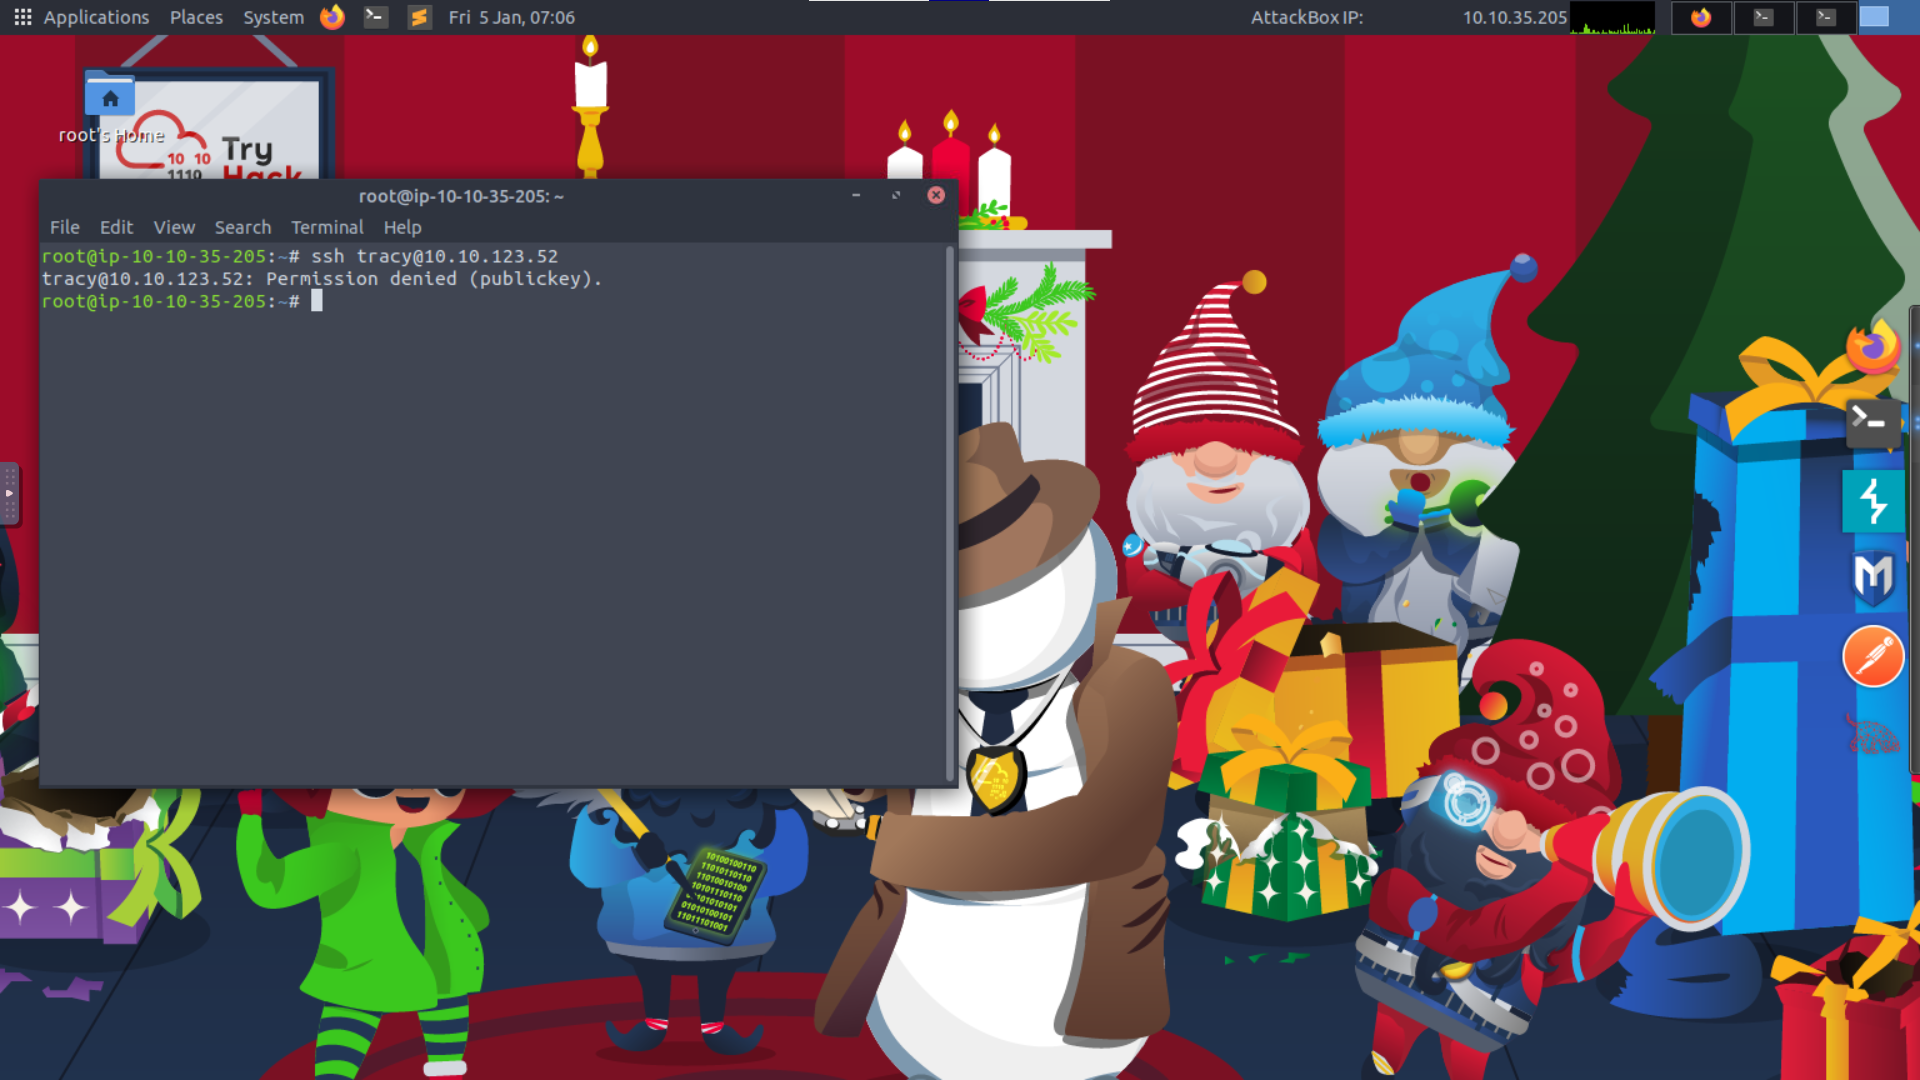 Applications Places System Fri 5 Jan, 07:06 AttackBox IP: 10.10.35.205
root's Home
10 10
1110
Try
Hack
root@ip-10-10-35-205: ~
File Edit View Search Terminal Help
root@ip-10-10-35-205:~# ssh tracy@10.10.123.52
tracy@10.10.123.52: Permission denied (publickey).
root@ip-10-10-35-205:~#
10100100110
11010110110
11010010100
10101110110
01010100101
11011101001